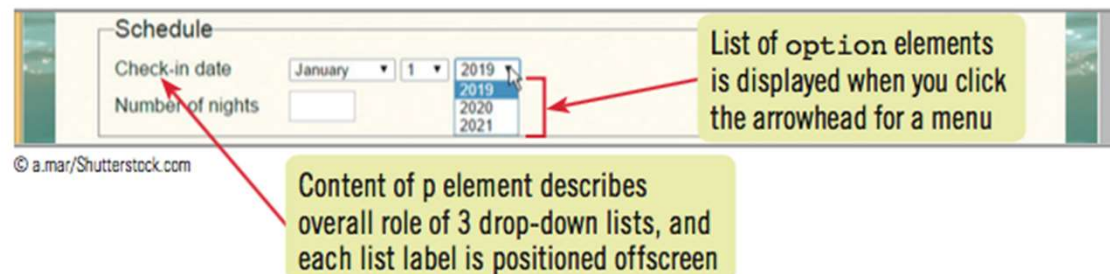 Schedule
Check-in date January 1 2019
2019
Number of nights 2020
2021
List of option elements
is displayed when you click
the arrowhead for a menu
© a.mar/Shutterstock.com
Content of p element describes
overall role of 3 drop-down lists, and
each list label is positioned offscreen